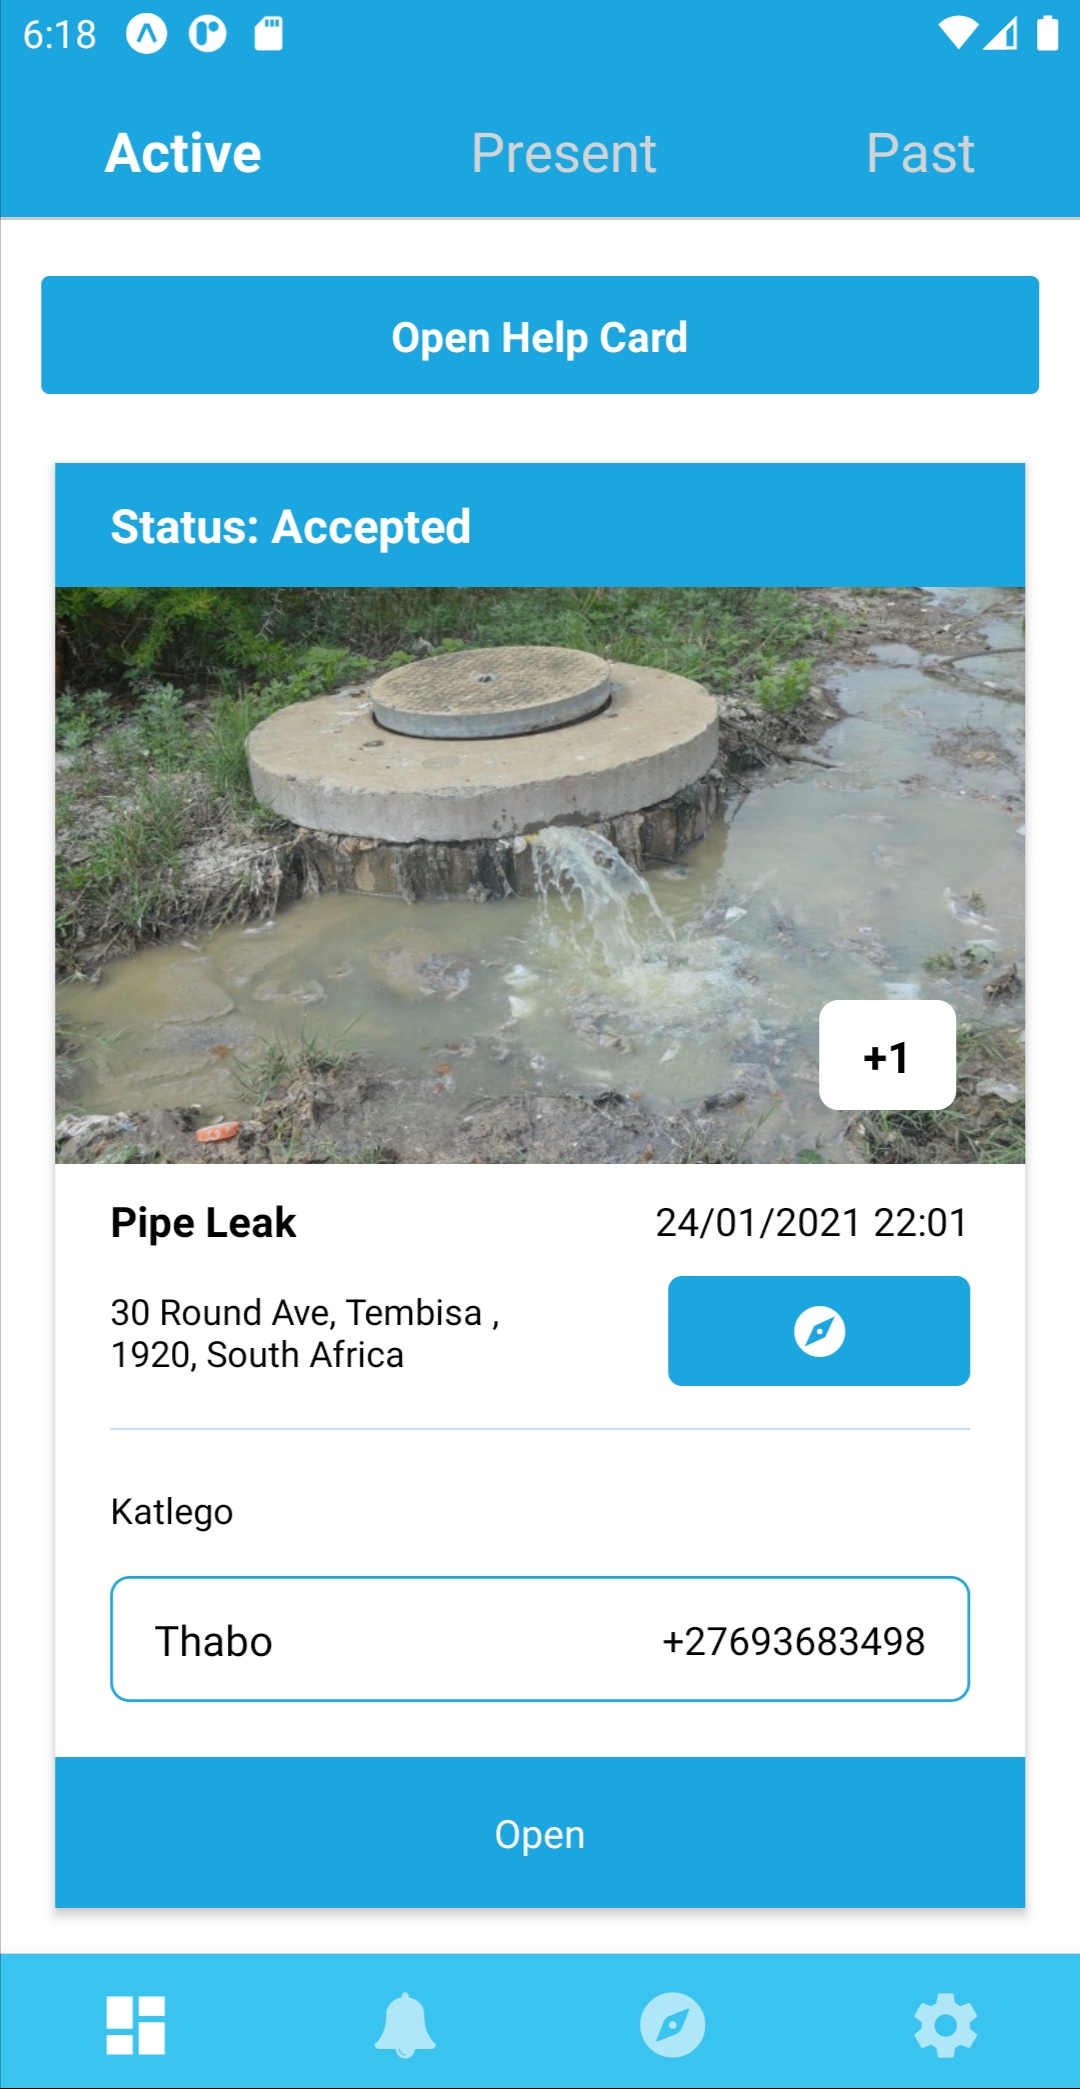 6:18
Active Present Past
Open Help Card
Status: Accepted
+1
Pipe Leak 24/01/2021 22:01
30 Round Ave, Tembisa ,
1920, South Africa
Katlego
Thabo +27693683498
Open